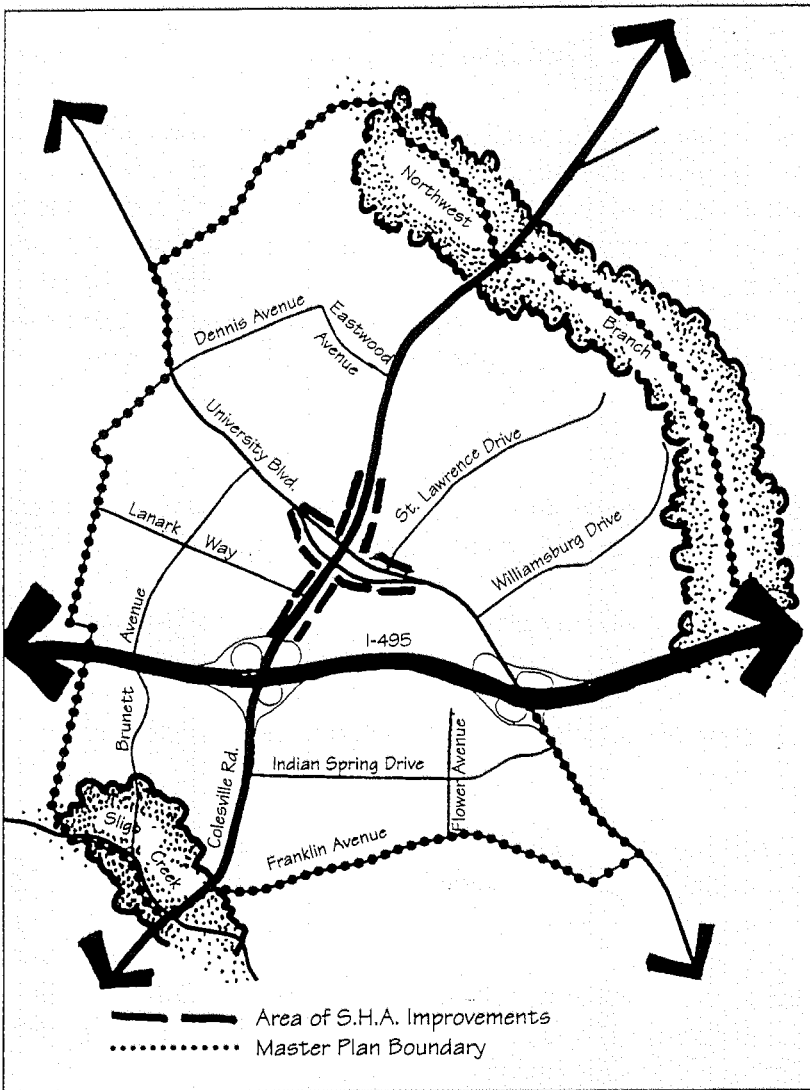 Northwest
Branch
Dennis Avenue
Eastwood
Avenue
University Blvd.
St. Lawrence Drive
Lanark Way
Williamsburg Drive
I-495
Brunett Avenue
Colesville Rd.
Indian Spring Drive
Flower Avenue
Sligo
Creek
Franklin Avenue
Area of S.H.A. Improvements
Master Plan Boundary